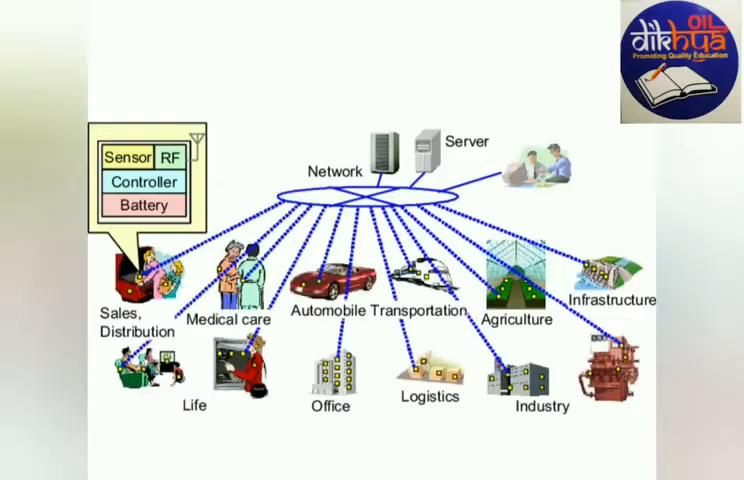 OIL
dikhya
Promoting Quality Education
Sensor RF
Controller
Battery
Network
Server
Sales,
Distribution
Medical care
Automobile
Transportation
Agriculture
Infrastructure
Life
Office
Logistics
Industry